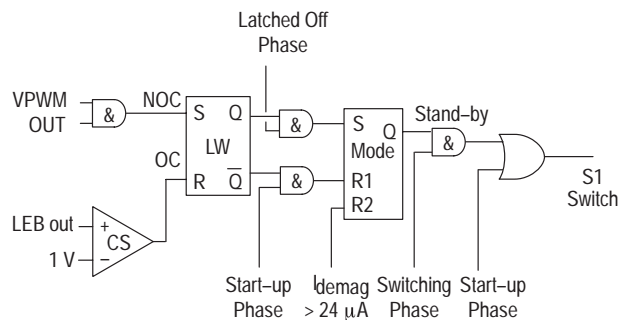 Latched Off
Phase
VPWM
OUT
&
NOC
S Q
LW
R Q
OC
&
&
S Q
Mode
R1
R2
Stand–by
&
S1
Switch
LEB out
1 V
+
–
CS
Start–up
Phase
Idemag
> 24 µA
Switching
Phase
Start–up
Phase